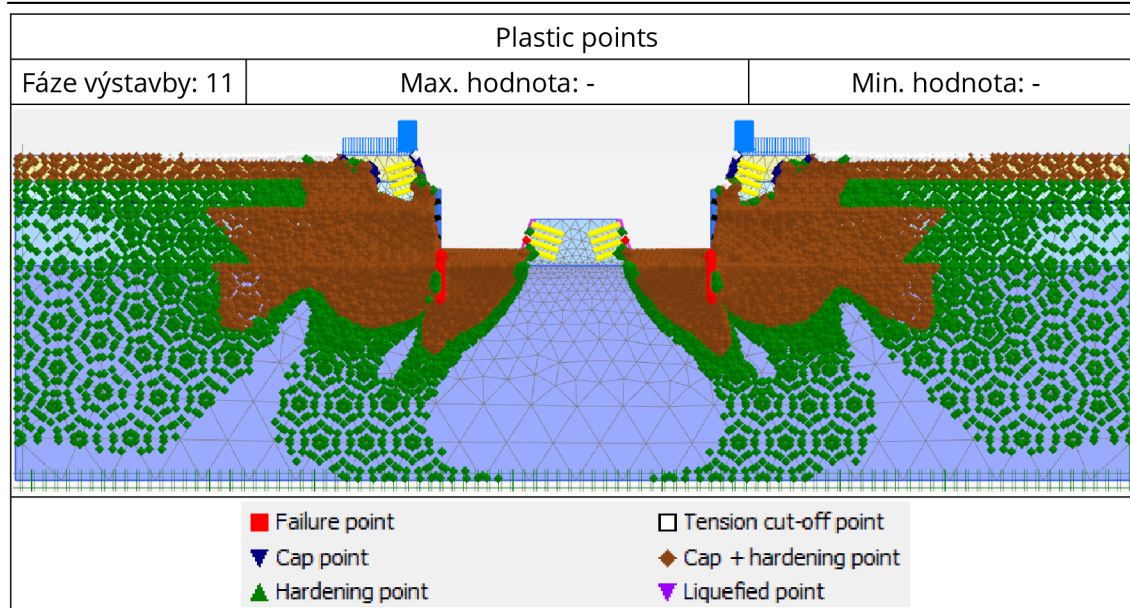 Plastic points
Fáze výstavby: 11 Max. hodnota: - Min. hodnota: -
Failure point Tension cut-off point
Cap point Cap + hardening point
Hardening point Liquefied point